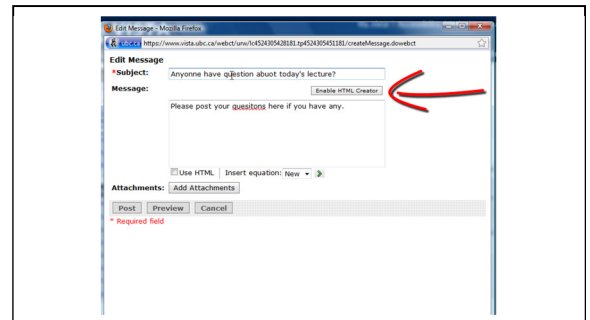 Edit Message - Mozilla Firefox
ubc.ca https://www.vista.ubc.ca/webct/urw/lc4524305428181.tp4524305451181/createMessage.dowebct
Edit Message
*Subject: Anyonne have question abuot today's lecture?
Message: Enable HTML Creator
Please post your quesitons here if you have any.
Use HTML Insert equation: New
Attachments: Add Attachments
Post Preview Cancel
* Required field